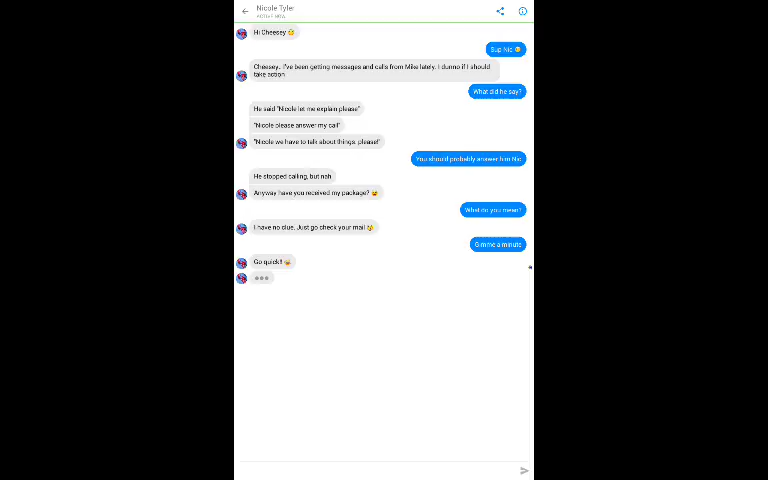 Nicole Tyler
ACTIVE NOW
Hi Cheesey
Sup Nic
Cheesey.. I've been getting messages and calls from Mike lately. I dunno if I should
take action
What did he say?
He said "Nicole let me explain please"
"Nicole please answer my call"
"Nicole we have to talk about things, please!"
You should probably answer him Nic
He stopped calling, but nah
Anyway have you received my package?
What do you mean?
I have no clue. Just go check your mail
Gimme a minute
Go quick!!